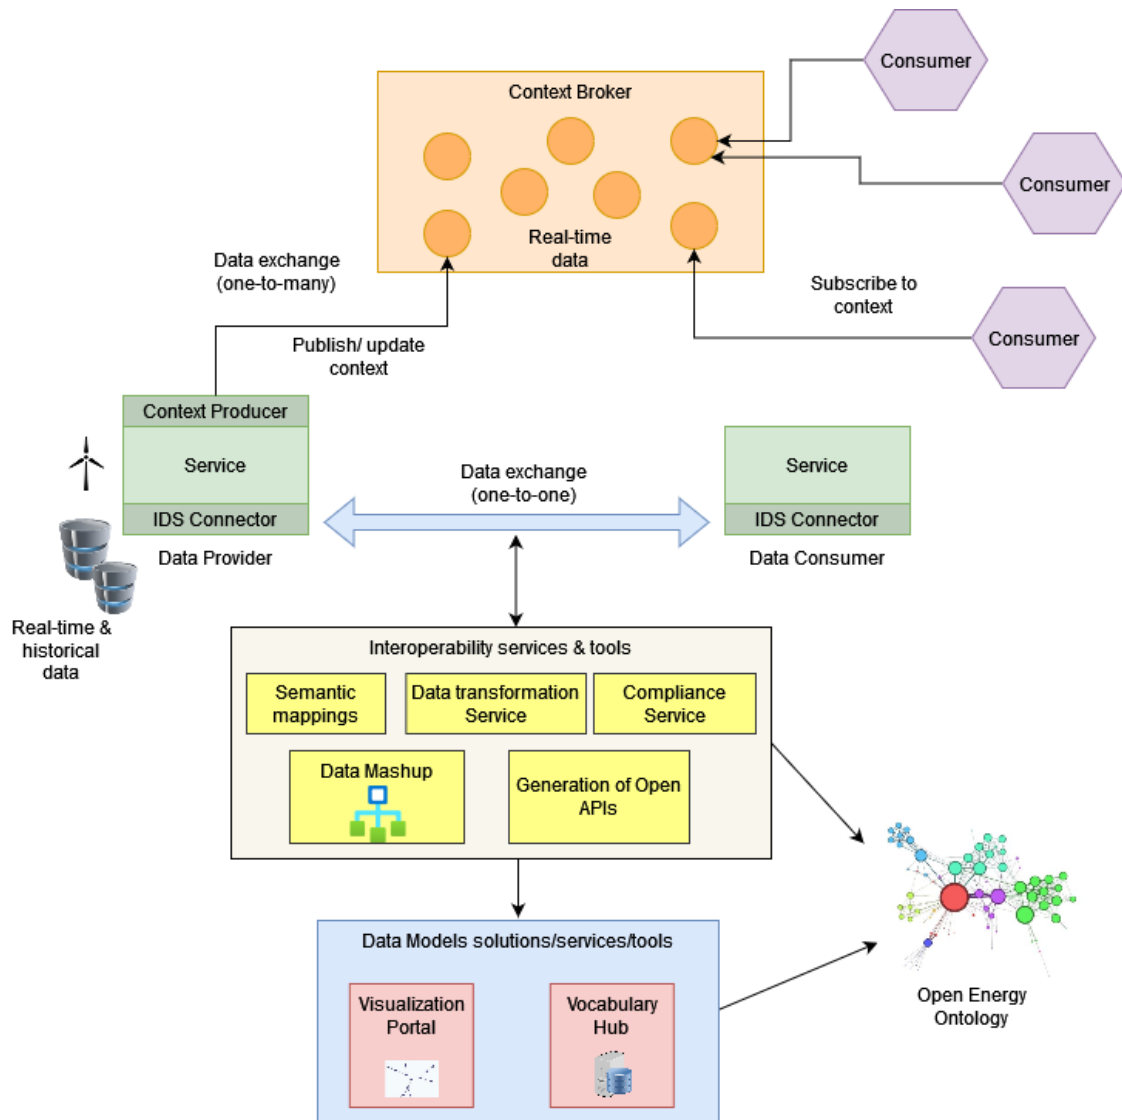 Consumer
Context Broker
Consumer
Real-time
data
Data exchange
(one-to-many)
Subscribe to
context
Consumer
Publish/ update
context
Context Producer
Service
IDS Connector
Data Provider
Data exchange
(one-to-one)
Service
IDS Connector
Data Consumer
Real-time &
historical
data
Interoperability services & tools
Semantic
mappings
Data transformation
Service
Compliance
Service
Data Mashup
Generation of Open
APIs
Data Models solutions/services/tools
Visualization
Portal
Vocabulary
Hub
Open Energy
Ontology